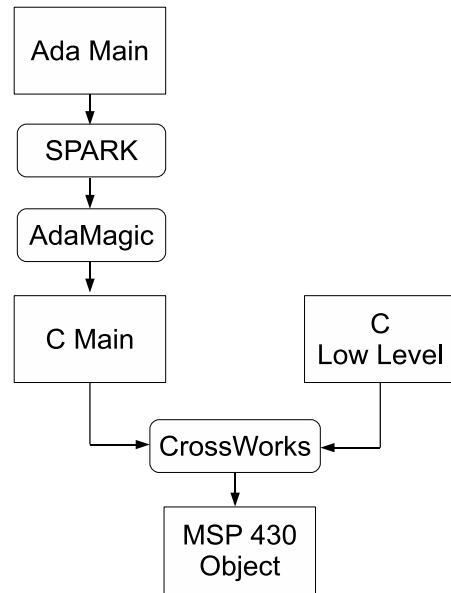 Ada Main
SPARK
AdaMagic
C Main
C
Low Level
CrossWorks
MSP 430
Object